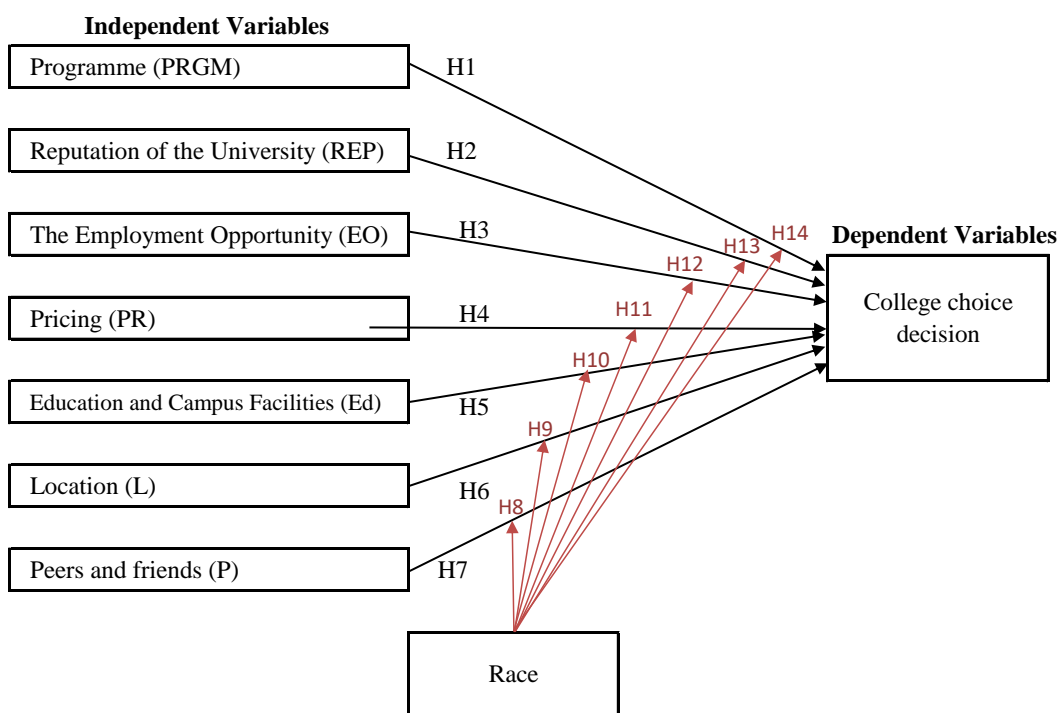 Independent Variables
Programme (PRGM)
H1
Reputation of the University (REP)
H2
The Employment Opportunity (EO)
H3
H12
H13
H14
Dependent Variables
Pricing (PR)
H4
H11
College choice
decision
H10
Education and Campus Facilities (Ed)
H5
H9
Location (L)
H6
H8
Peers and friends (P)
H7
Race